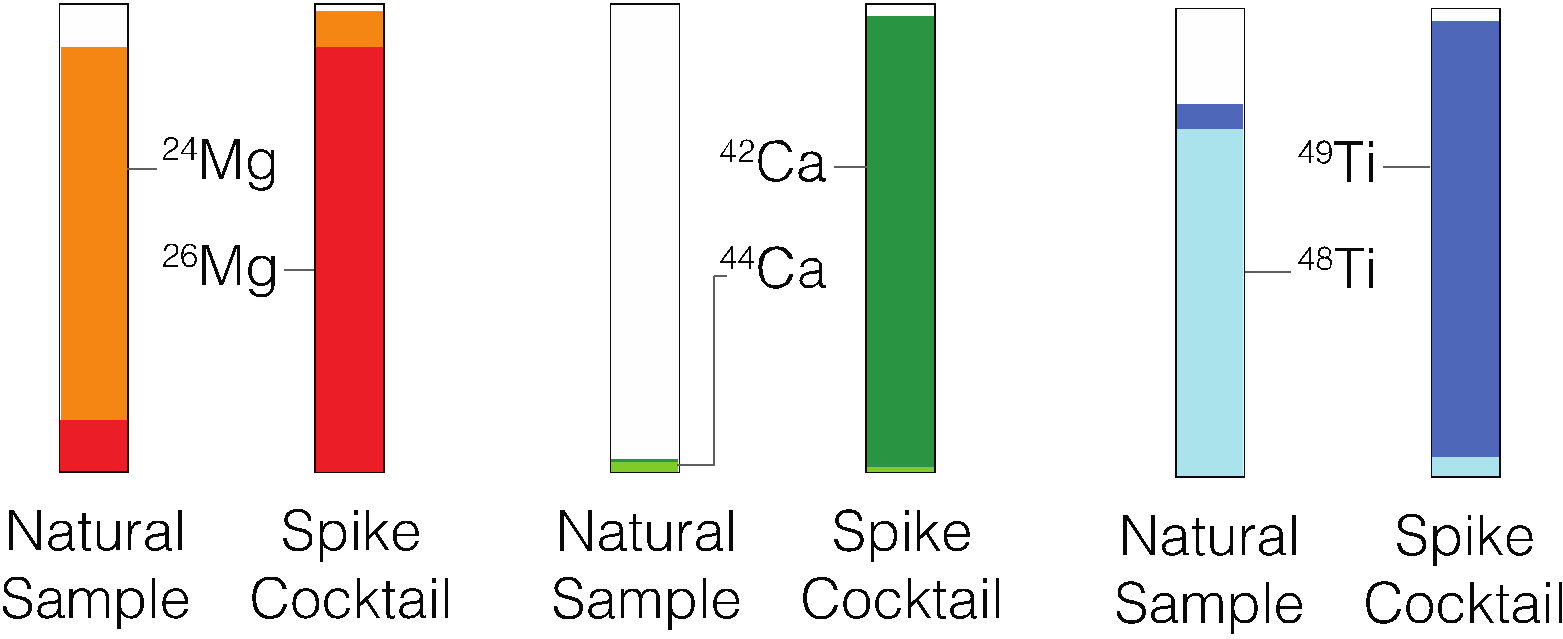 ²⁴Mg
²⁶Mg
Natural
Sample
Spike
Cocktail
⁴²Ca
⁴⁴Ca
Natural
Sample
Spike
Cocktail
⁴⁹Ti
⁴⁸Ti
Natural
Sample
Spike
Cocktail